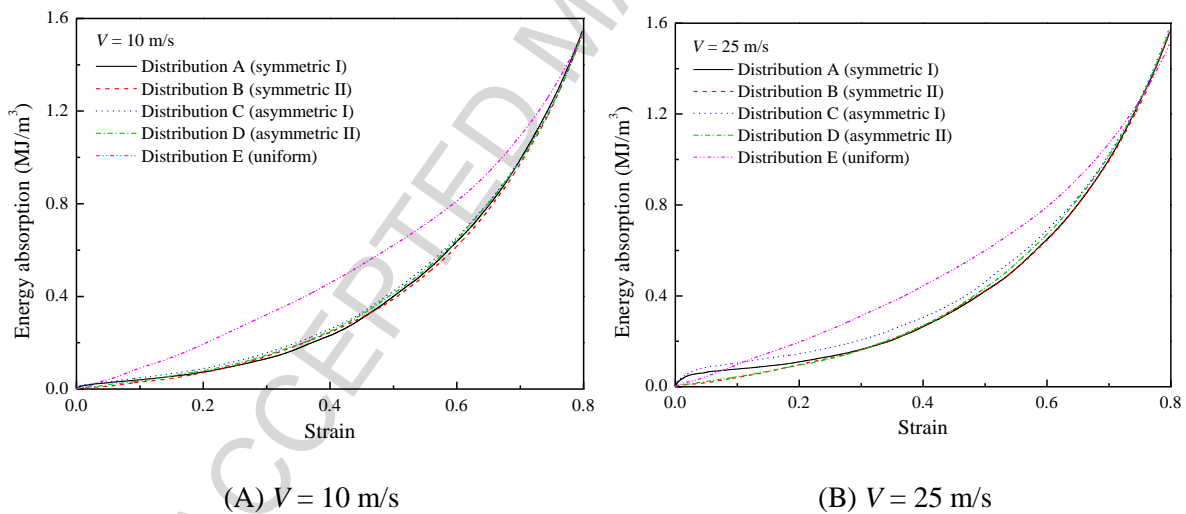 1.6
1.2
0.8
0.4
0.0
Energy absorption (MJ/m³)
V = 10 m/s
Distribution A (symmetric I)
Distribution B (symmetric II)
Distribution C (asymmetric I)
Distribution D (asymmetric II)
Distribution E (uniform)
0.0 0.2 0.4 0.6 0.8
Strain
(A) V = 10 m/s
1.6
1.2
0.8
0.4
0.0
Energy absorption (MJ/m³)
V = 25 m/s
Distribution A (symmetric I)
Distribution B (symmetric II)
Distribution C (asymmetric I)
Distribution D (asymmetric II)
Distribution E (uniform)
0.0 0.2 0.4 0.6 0.8
Strain
(B) V = 25 m/s
CCEPTED